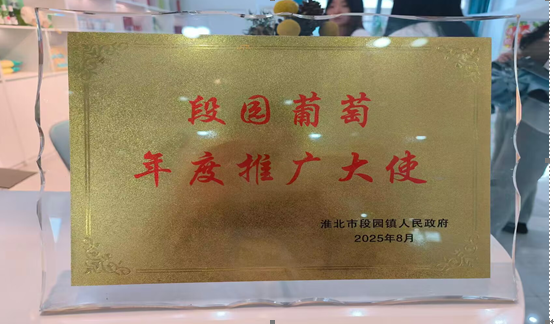 段园葡萄
年度推广大使
淮北市段园镇人民政府
2025年8月